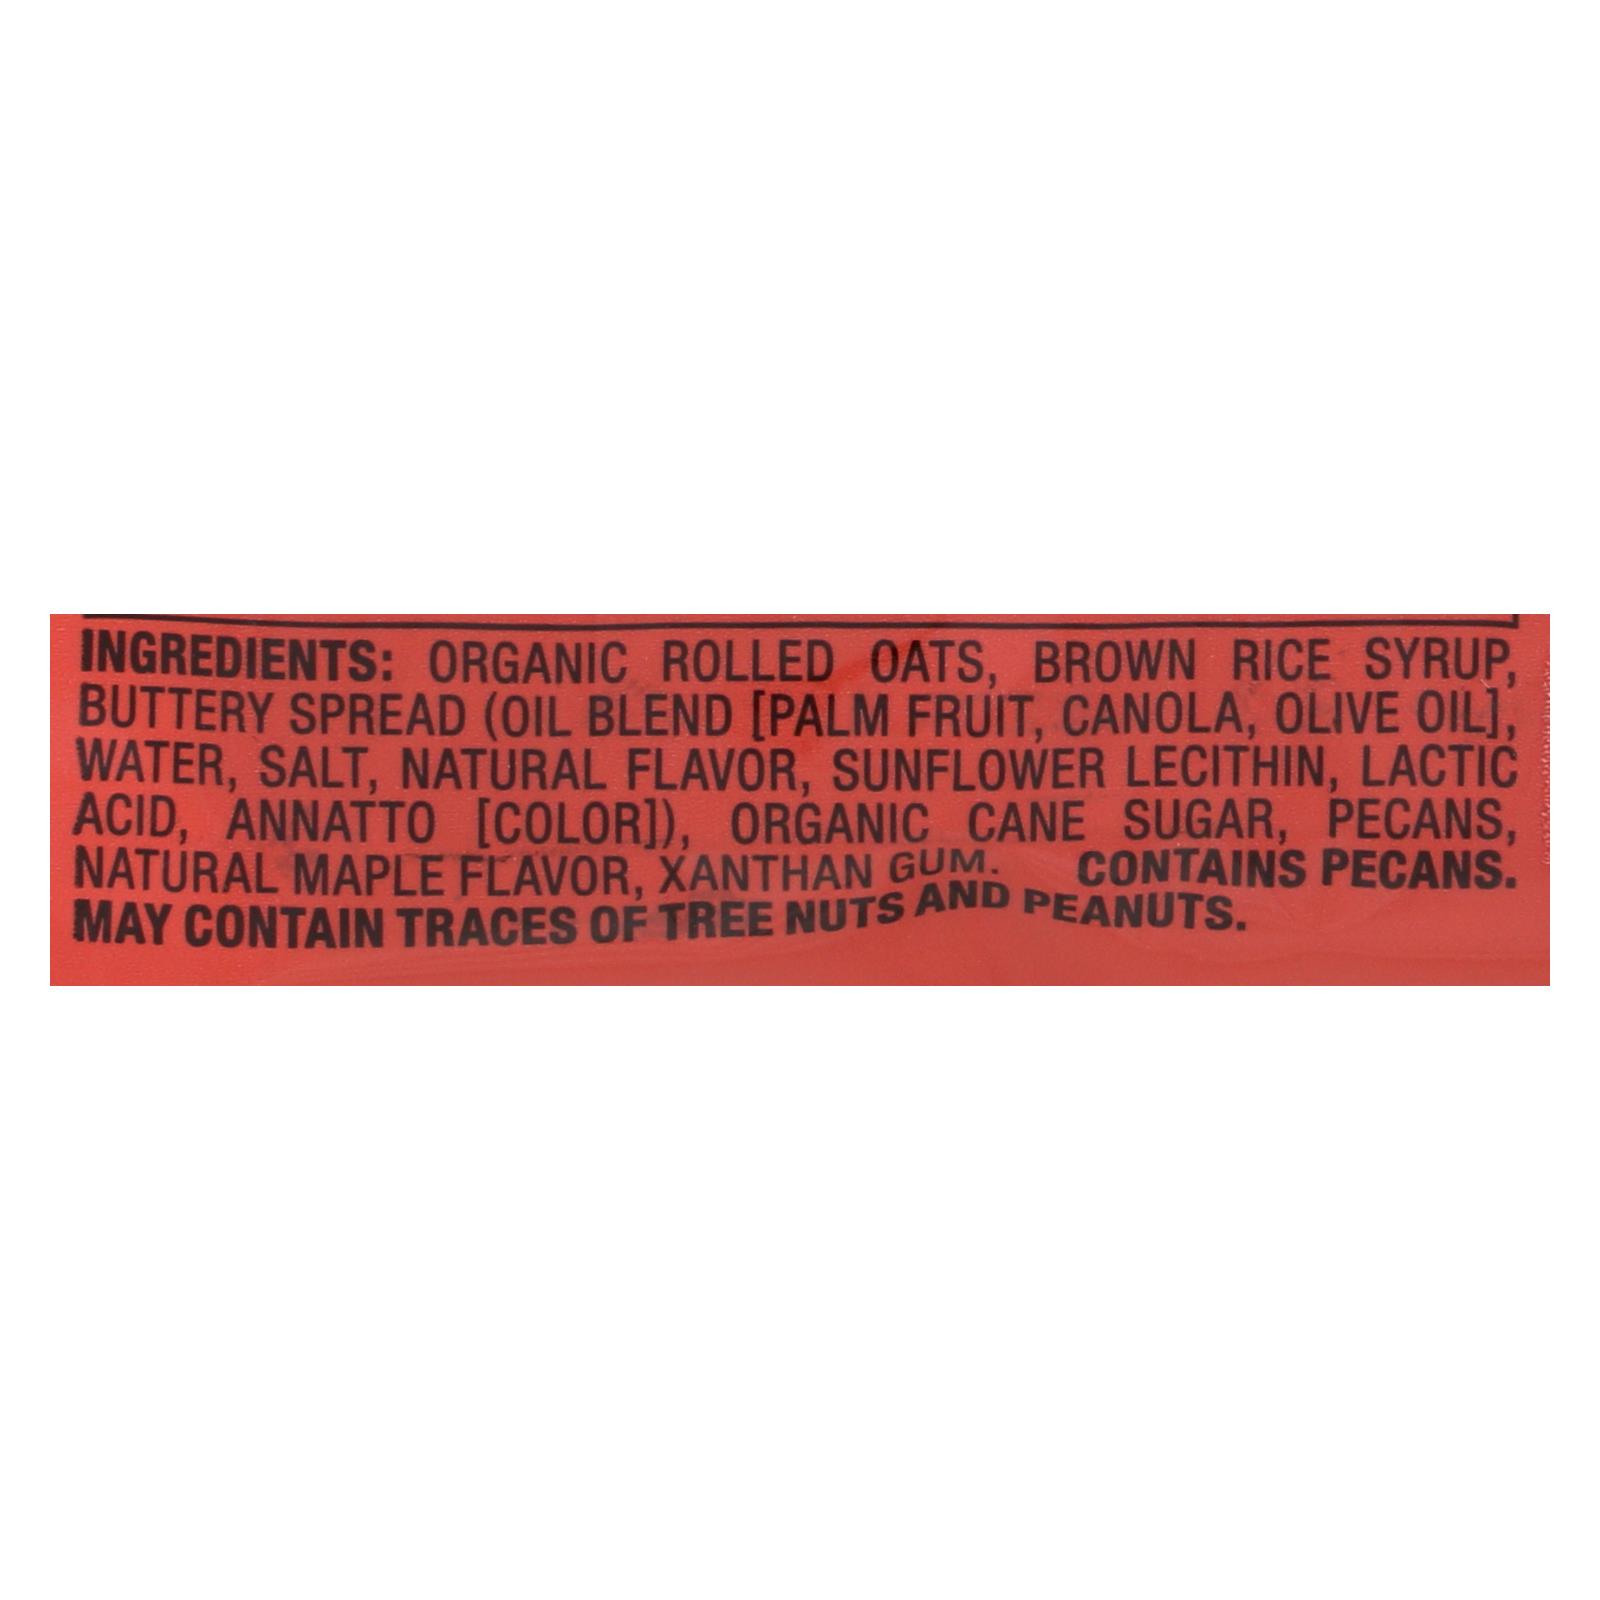 INGREDIENTS: ORGANIC ROLLED OATS, BROWN RICE SYRUP,
BUTTERY SPREAD (OIL BLEND [PALM FRUIT, CANOLA, OLIVE OIL],
WATER, SALT, NATURAL FLAVOR, SUNFLOWER LECITHIN, LACTIC
ACID, ANNATTO [COLOR]), ORGANIC CANE SUGAR, PECANS,
NATURAL MAPLE FLAVOR, XANTHAN GUM. CONTAINS PECANS.
MAY CONTAIN TRACES OF TREE NUTS AND PEANUTS.